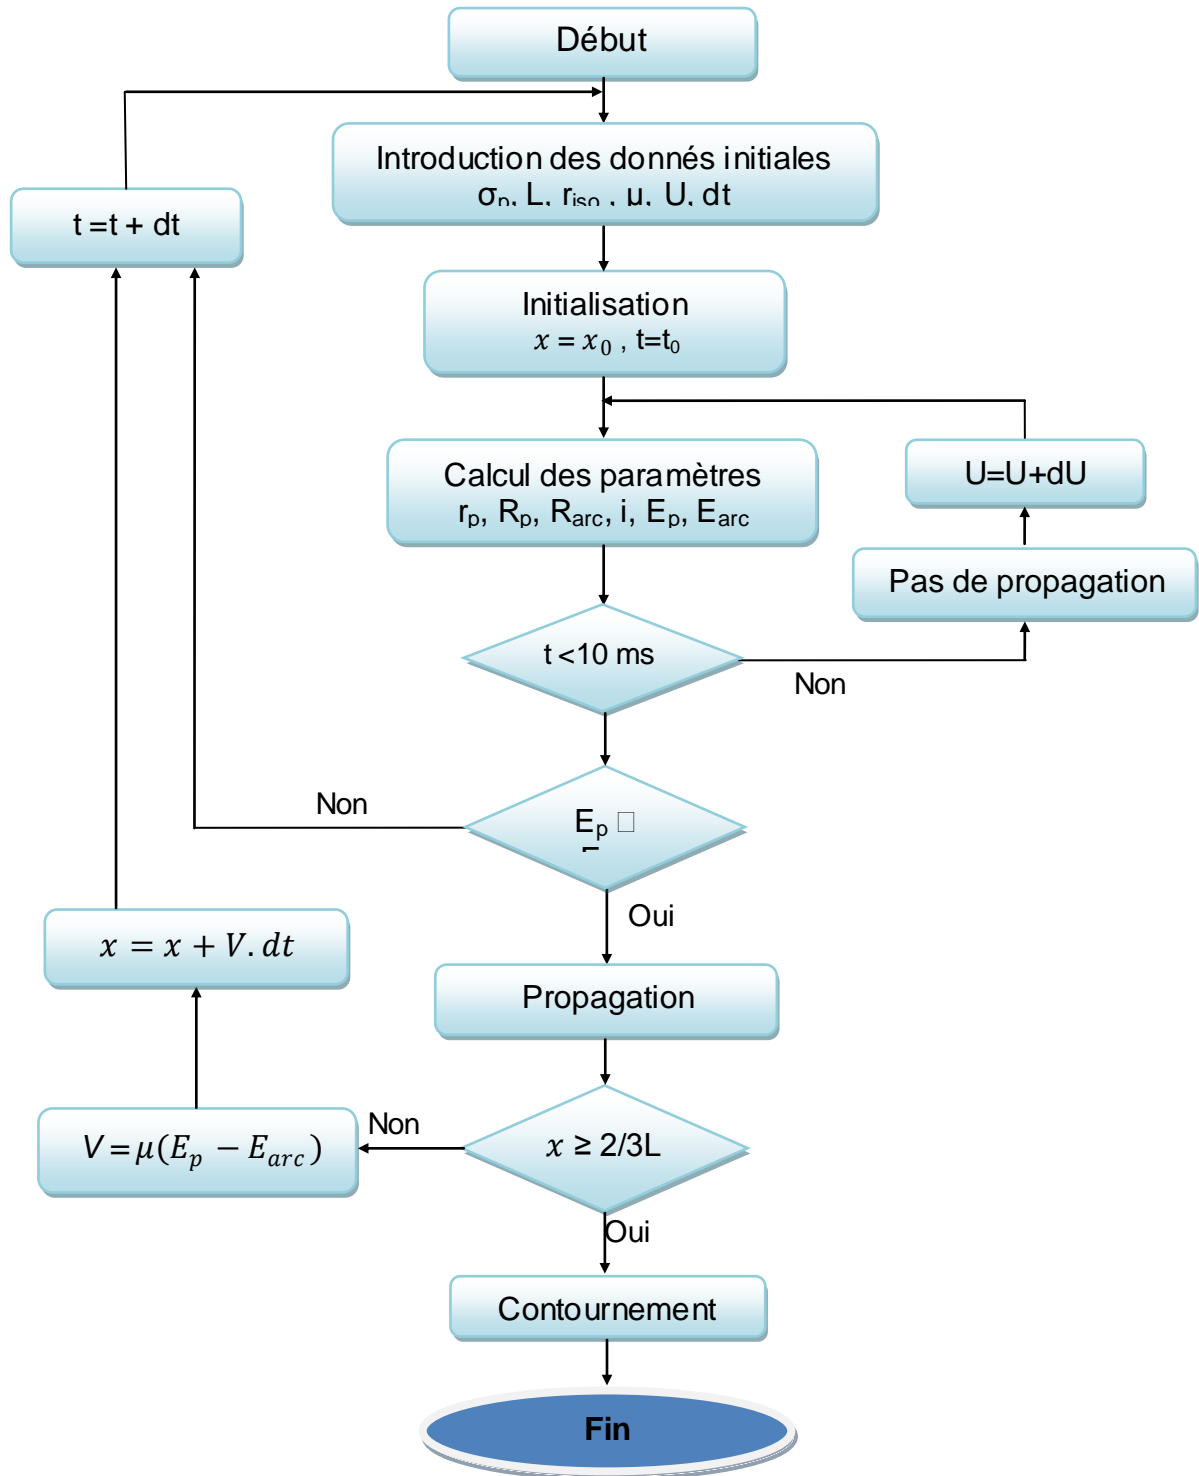 Début
Introduction des donnés initiales
σp, L, riso , μ, U, dt
t =t + dt
Initialisation
x = x0 , t=t0
Calcul des paramètres
rp, Rp, Rarc, i, Ep, Earc
U=U+dU
Pas de propagation
t <10 ms
Non
Non
Ep
Oui
x = x + V. dt
Propagation
V = μ(Ep − Earc)
Non
x ≥ 2/3L
Oui
Contournement
Fin